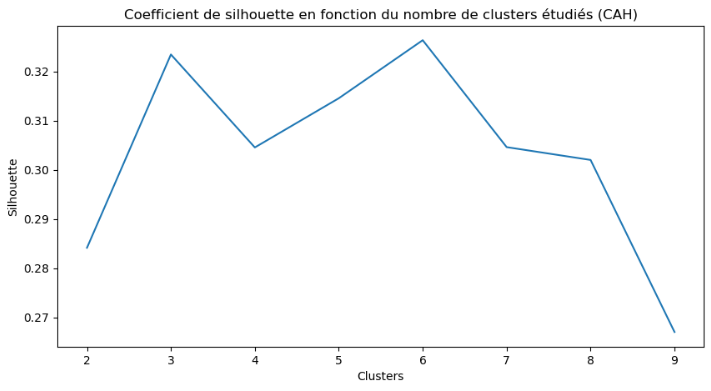 Coefficient de silhouette en fonction du nombre de clusters étudiés (CAH)
0.32
0.31
0.30
0.29
0.28
0.27
Silhouette
2 3 4 5 6 7 8 9
Clusters